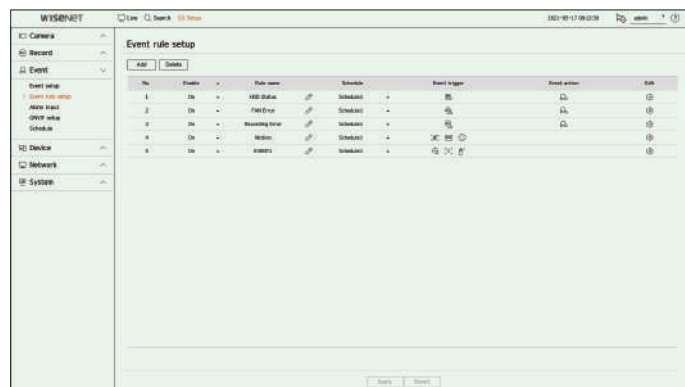 WISENET
Live Search Setup
admin
Camera
Record
Event
Event setup
Event rule setup
Alarm input
ONVIF setup
Schedule
Device
Network
System
Event rule setup
Add Delete
No Enable Rule name Schedule Event trigger Event action Edit
1 On HDD Status Schedule1
2 On FAN Error Schedule1
3 On Recording Error Schedule1
4 On Motion Schedule1
5 On Schedule1
Apply Revert